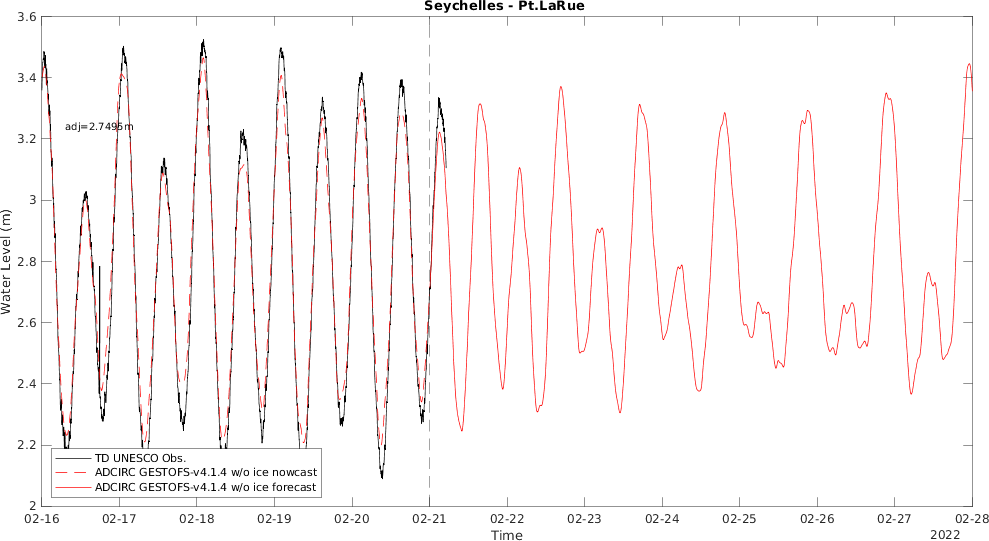 Seychelles - Pt.LaRue
3.6
3.4
3.2
3
2.8
2.6
2.4
2.2
2
Water Level (m)
adj=2.7495m
TD UNESCO Obs.
ADCIRC GESTOFS-v4.1.4 w/o ice nowcast
ADCIRC GESTOFS-v4.1.4 w/o ice forecast
02-16 02-17 02-18 02-19 02-20 02-21 02-22 02-23 02-24 02-25 02-26 02-27 02-28
Time
2022